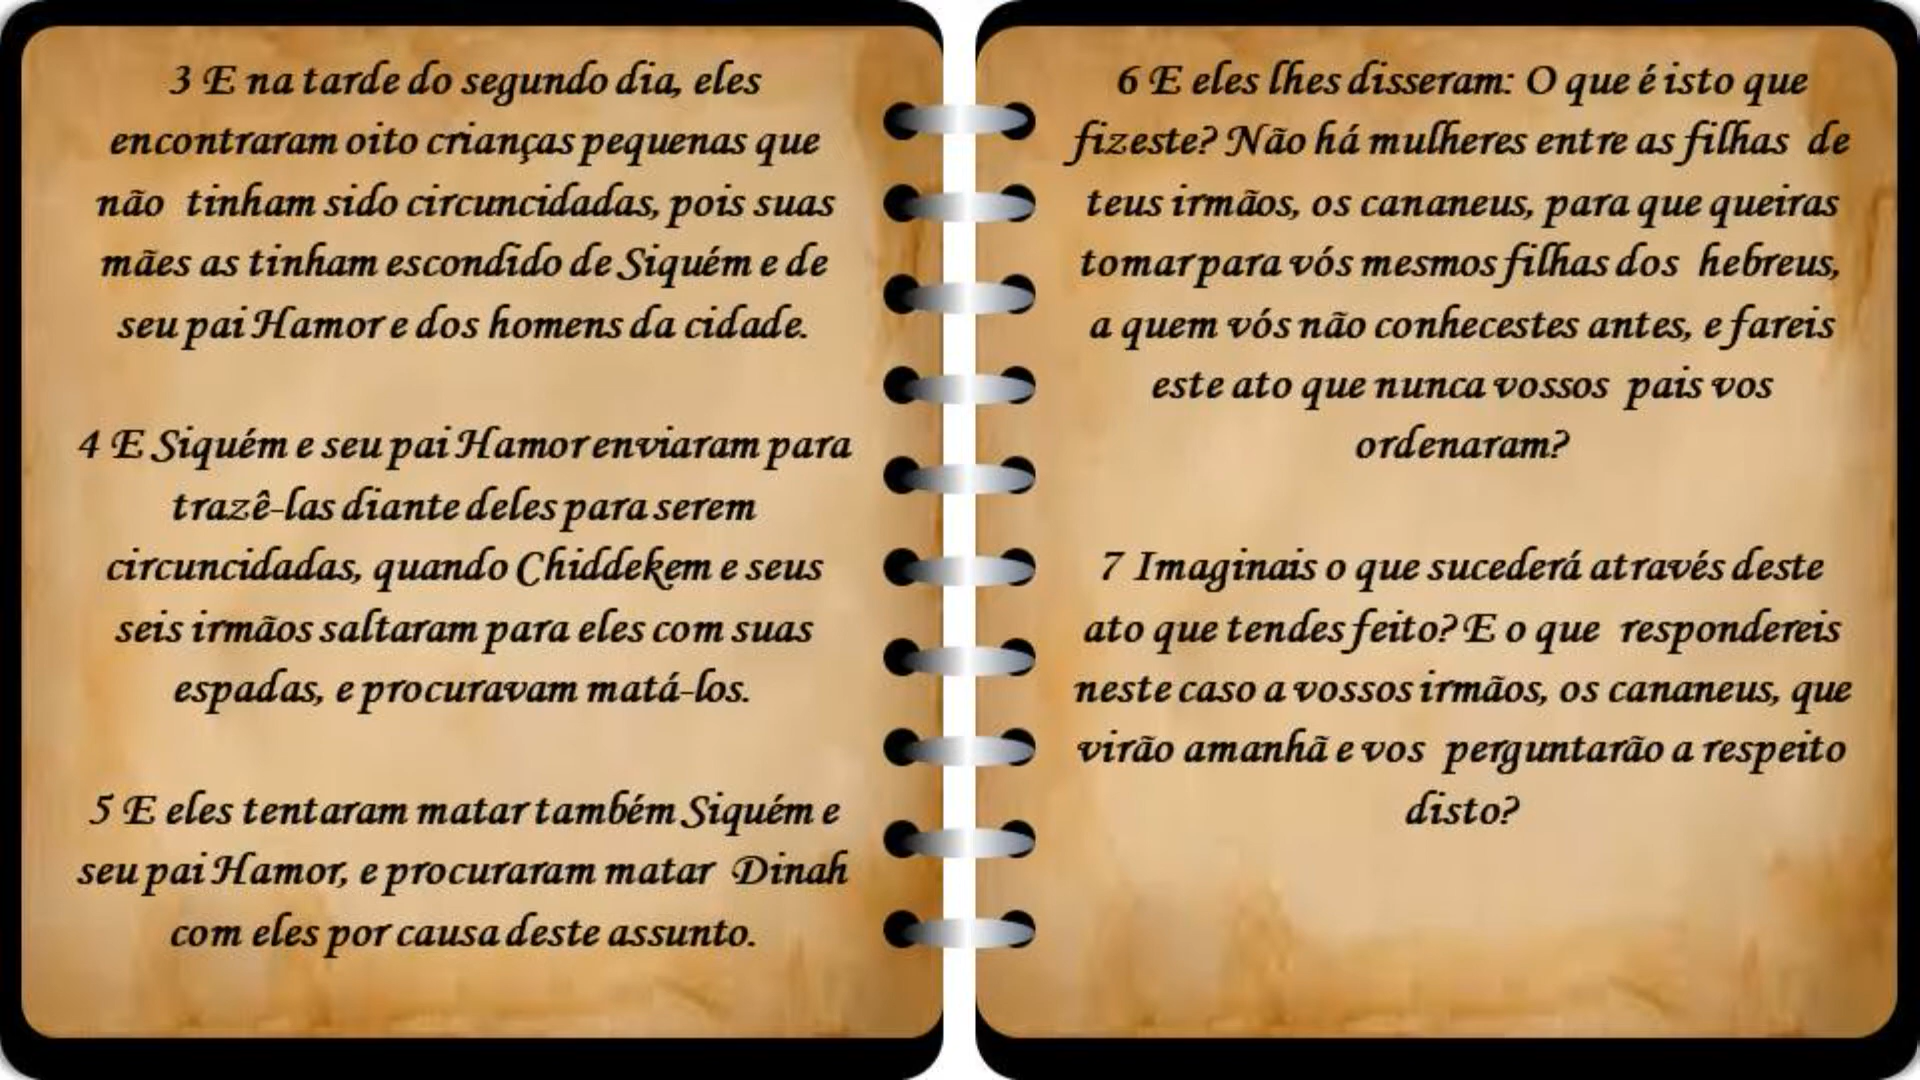 3 E na tarde do segundo dia, eles
encontraram oito crianças pequenas que
não tinham sido circuncidadas, pois suas
mães as tinham escondido de Siquém e de
seu pai Hamor e dos homens da cidade.
4 E Siquém e seu pai Hamor enviaram para
trazê-las diante deles para serem
circuncidadas, quando Chiddekem e seus
seis irmãos saltaram para eles com suas
espadas, e procuravam matá-los.
5 E eles tentaram matar também Siquém e
seu pai Hamor, e procuraram matar Dinah
com eles por causa deste assunto.
6 E eles lhes disseram: O que é isto que
fizeste? Não há mulheres entre as filhas de
teus irmãos, os cananeus, para que queiras
tomar para vós mesmos filhas dos hebreus,
a quem vós não conhecestes antes, e fareis
este ato que nunca vossos pais vos
ordenaram?
7 Imaginais o que sucederá através deste
ato que tendes feito? E o que respondereis
neste caso a vossos irmãos, os cananeus, que
virão amanhã e vos perguntarão a respeito
disto?